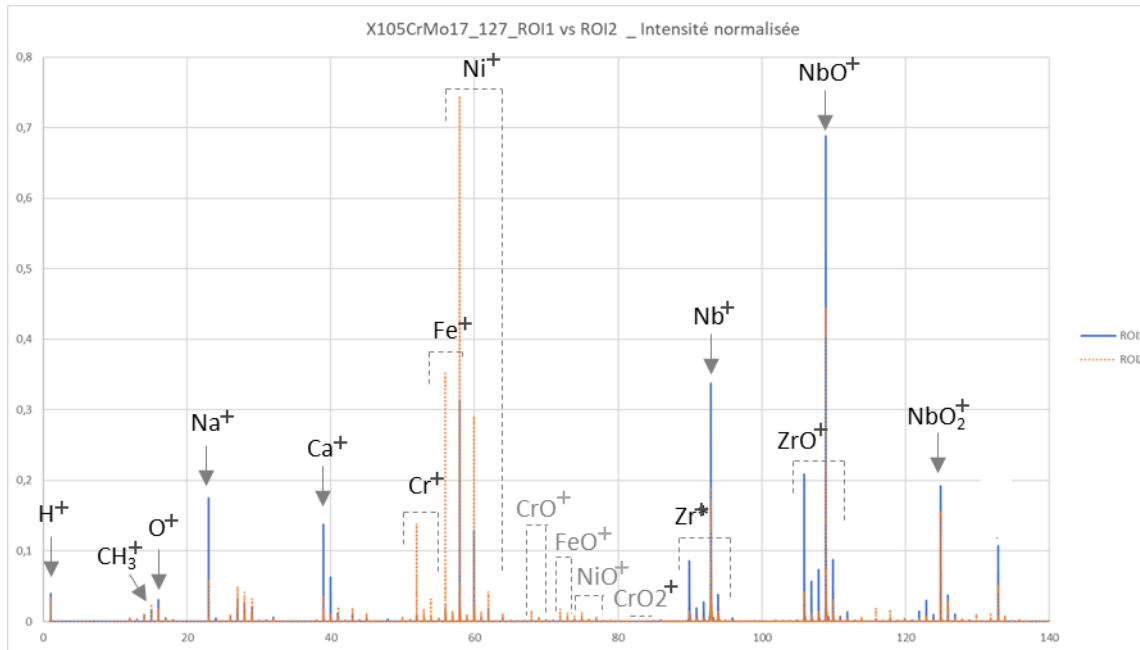 X105CrMo17_127_ROI1 vs ROI2 _ Intensité normalisée
0,8
0,7
0,6
0,5
0,4
0,3
0,2
0,1
0
Ni⁺
NbO⁺
Fe⁺
Nb⁺
Na⁺
Ca⁺
Cr⁺
ZrO⁺
NbO₂⁺
H⁺
CH₃⁺
O⁺
CrO⁺
FeO⁺
NiO⁺
CrO2⁺
Zr⁺
ROI
ROI2
0 20 40 60 80 100 120 140